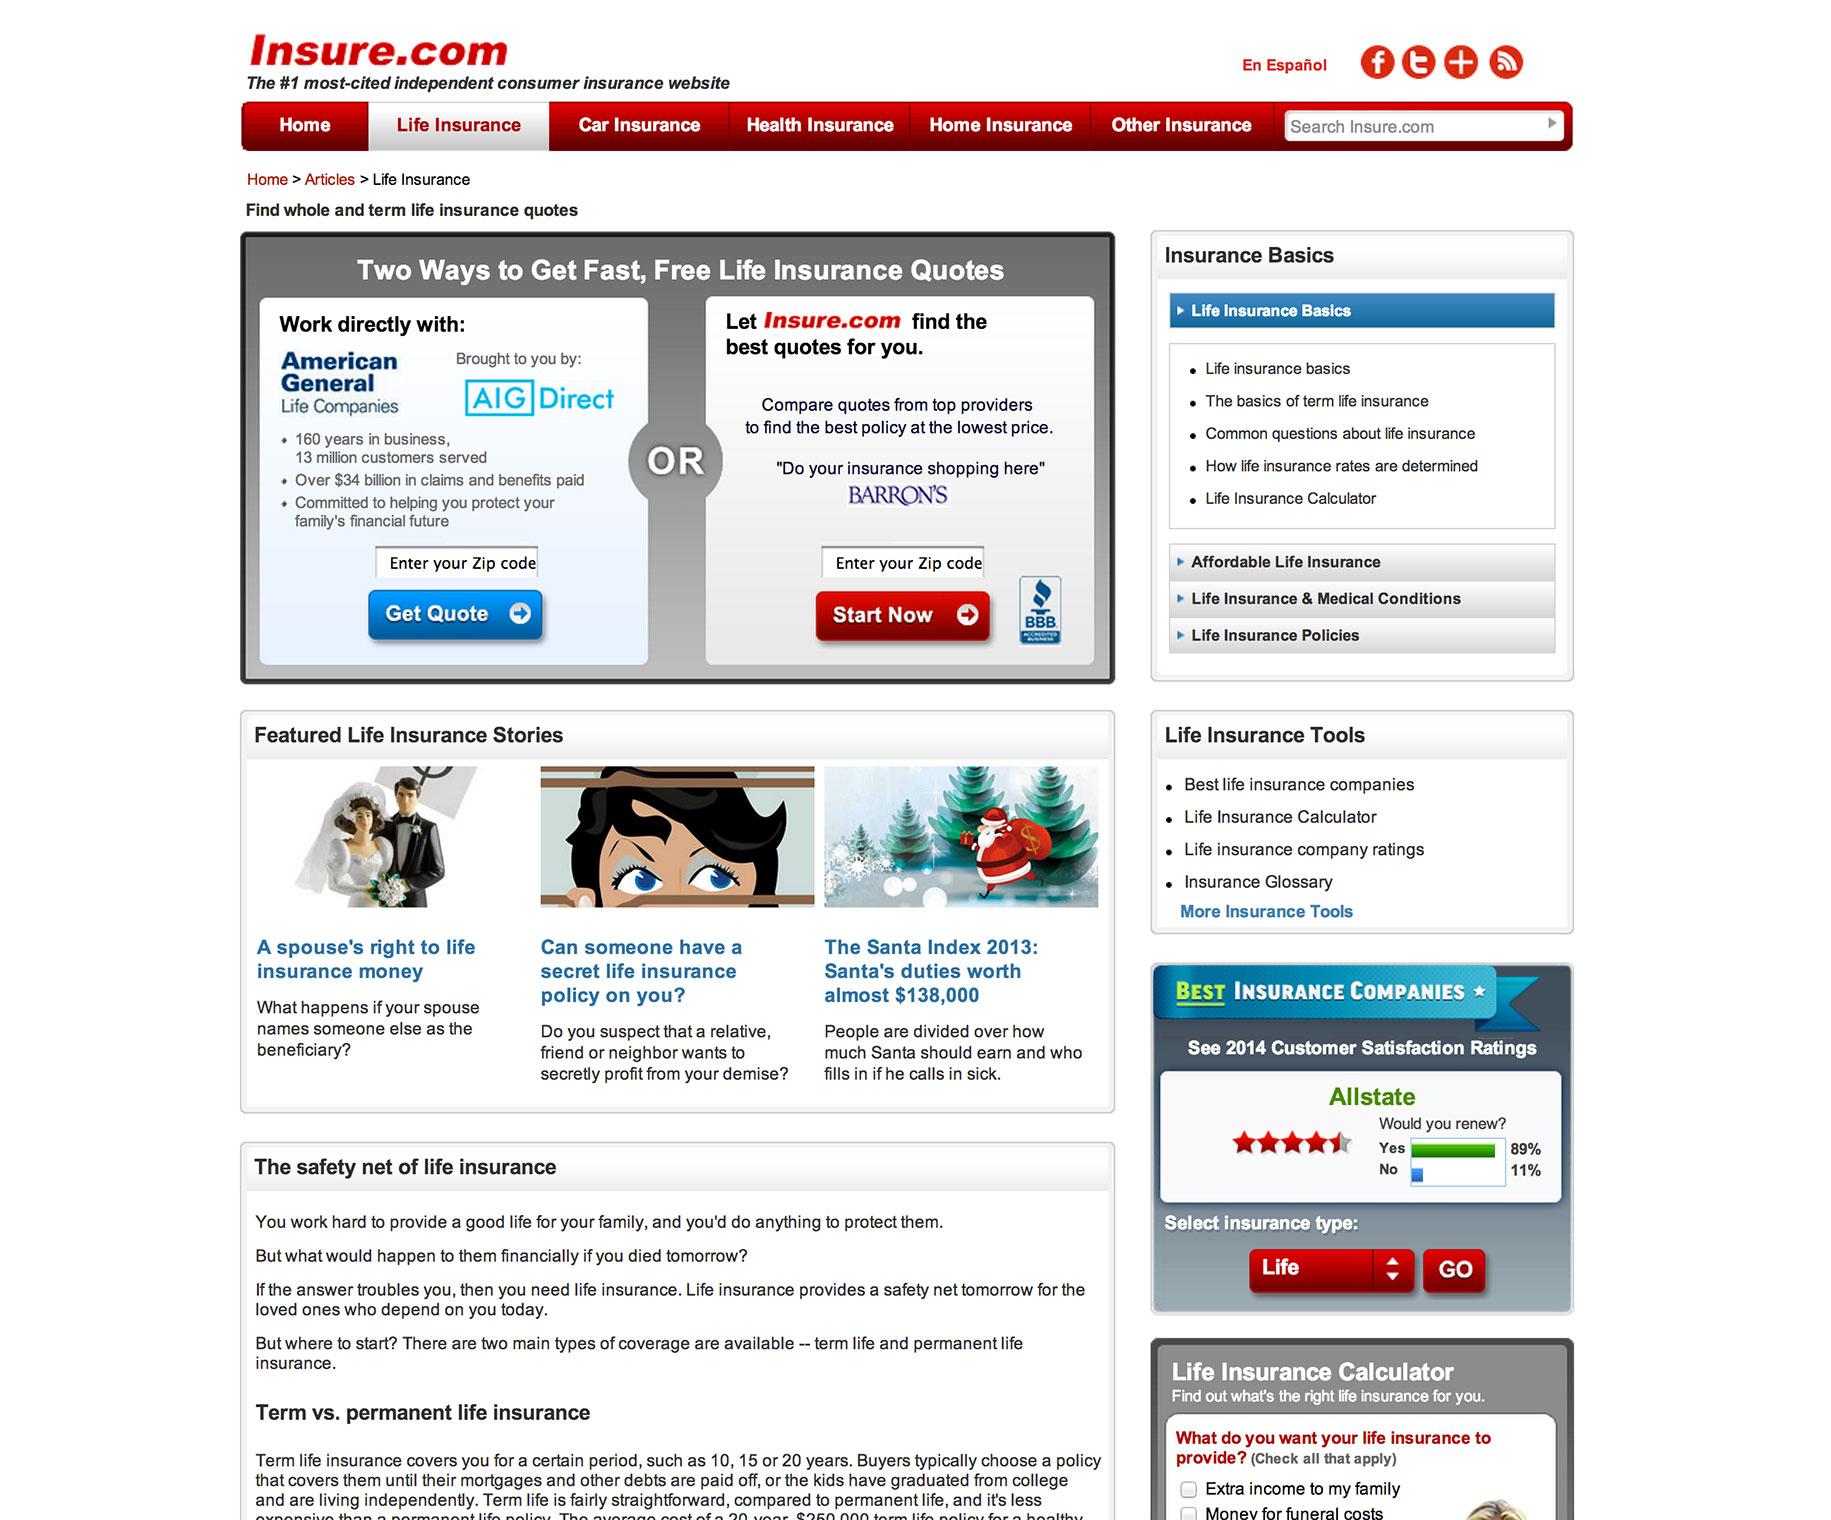 Insure.com
The #1 most-cited independent consumer insurance website
En Español
Home
Life Insurance
Car Insurance
Health Insurance
Home Insurance
Other Insurance
Search Insure.com
Home > Articles > Life Insurance
Find whole and term life insurance quotes
Two Ways to Get Fast, Free Life Insurance Quotes
Work directly with:
American
General
Life Companies
Brought to you by:
AIG Direct
160 years in business,
13 million customers served
Over $34 billion in claims and benefits paid
Committed to helping you protect your
family's financial future
Enter your Zip code
Get Quote
OR
Let Insure.com find the
best quotes for you.
Compare quotes from top providers
to find the best policy at the lowest price.
"Do your insurance shopping here"
BARRON'S
Enter your Zip code
Start Now
BBB.
ACCREDITED
BUSINESS
Insurance Basics
Life Insurance Basics
Life insurance basics
The basics of term life insurance
Common questions about life insurance
How life insurance rates are determined
Life Insurance Calculator
Affordable Life Insurance
Life Insurance & Medical Conditions
Life Insurance Policies
Featured Life Insurance Stories
A spouse's right to life
insurance money
What happens if your spouse
names someone else as the
beneficiary?
Can someone have a
secret life insurance
policy on you?
Do you suspect that a relative,
friend or neighbor wants to
secretly profit from your demise?
The Santa Index 2013:
Santa's duties worth
almost $138,000
People are divided over how
much Santa should earn and who
fills in if he calls in sick.
Life Insurance Tools
Best life insurance companies
Life Insurance Calculator
Life insurance company ratings
Insurance Glossary
More Insurance Tools
BEST INSURANCE COMPANIES
See 2014 Customer Satisfaction Ratings
Allstate
Would you renew?
Yes 89%
No 11%
Select insurance type:
Life
GO
The safety net of life insurance
You work hard to provide a good life for your family, and you'd do anything to protect them.
But what would happen to them financially if you died tomorrow?
If the answer troubles you, then you need life insurance. Life insurance provides a safety net tomorrow for the
loved ones who depend on you today.
But where to start? There are two main types of coverage are available -- term life and permanent life
insurance.
Term vs. permanent life insurance
Term life insurance covers you for a certain period, such as 10, 15 or 20 years. Buyers typically choose a policy
that covers them until their mortgages and other debts are paid off, or the kids have graduated from college
and are living independently. Term life is fairly straightforward, compared to permanent life, and it's less
expensive than a permanent life policy. The average cost of a 20-year, $250,000 term life policy for a healthy
Life Insurance Calculator
Find out what's the right life insurance for you.
What do you want your life insurance to
provide? (Check all that apply)
Extra income to my family
Money for funeral costs